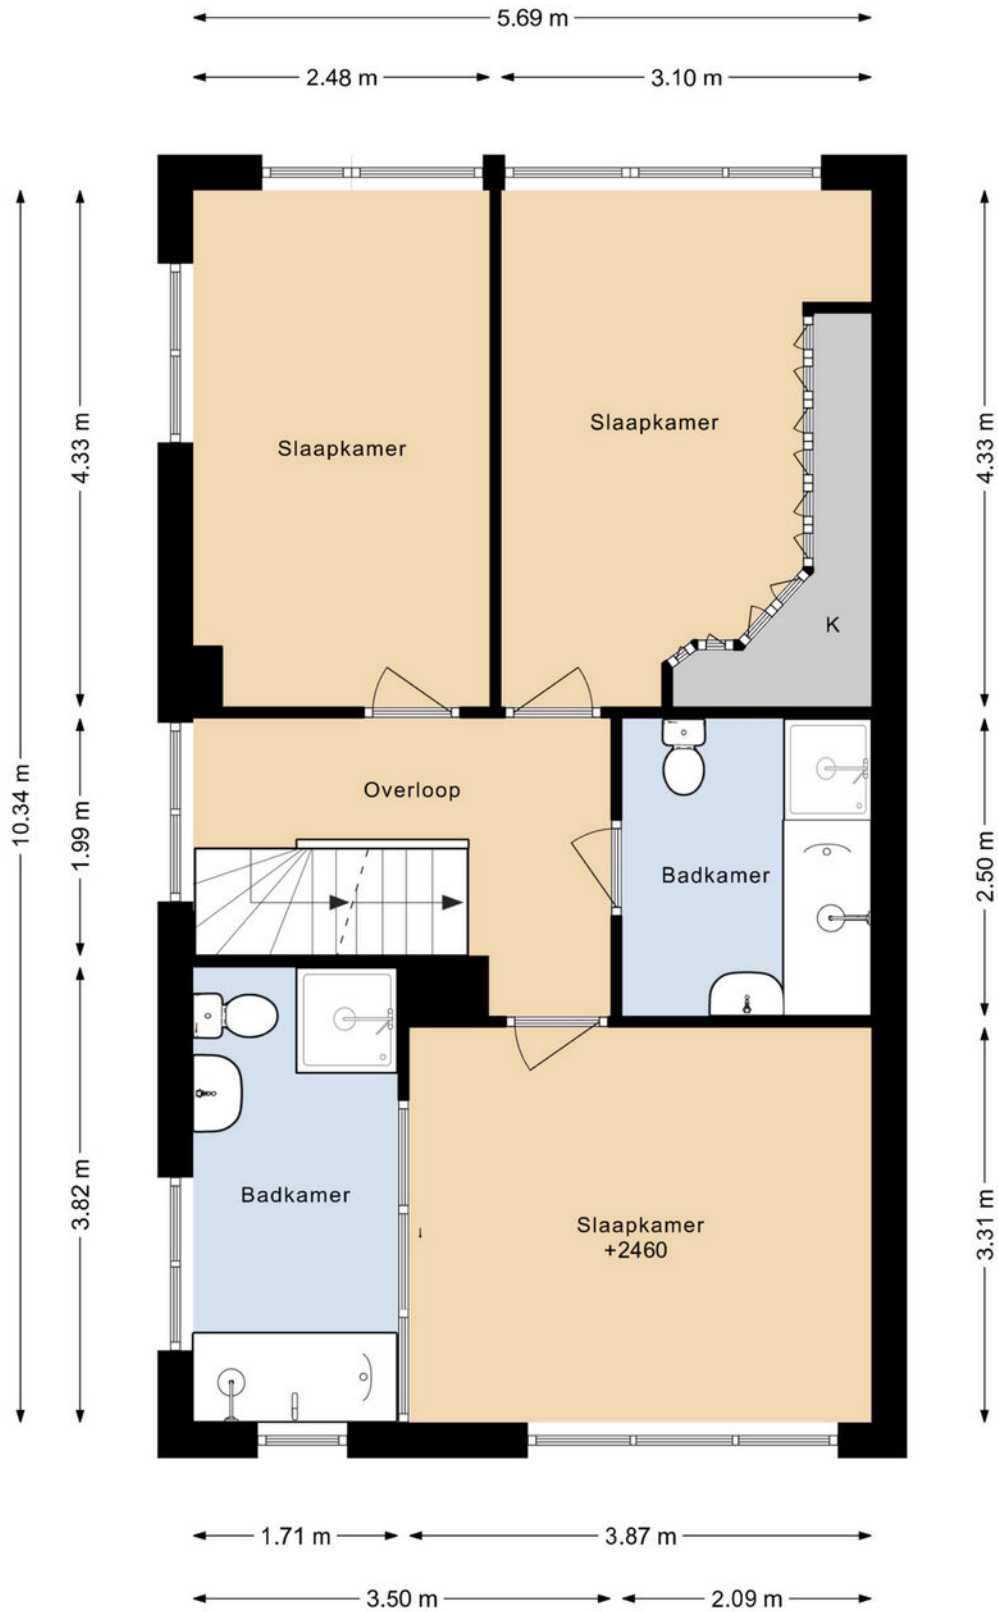 5.69 m
2.48 m
3.10 m
4.33 m
4.33 m
Slaapkamer
Slaapkamer
K
10.34 m
1.99 m
Overloop
Badkamer
2.50 m
3.82 m
Badkamer
Slaapkamer
+2460
3.31 m
1.71 m
3.87 m
3.50 m
2.09 m